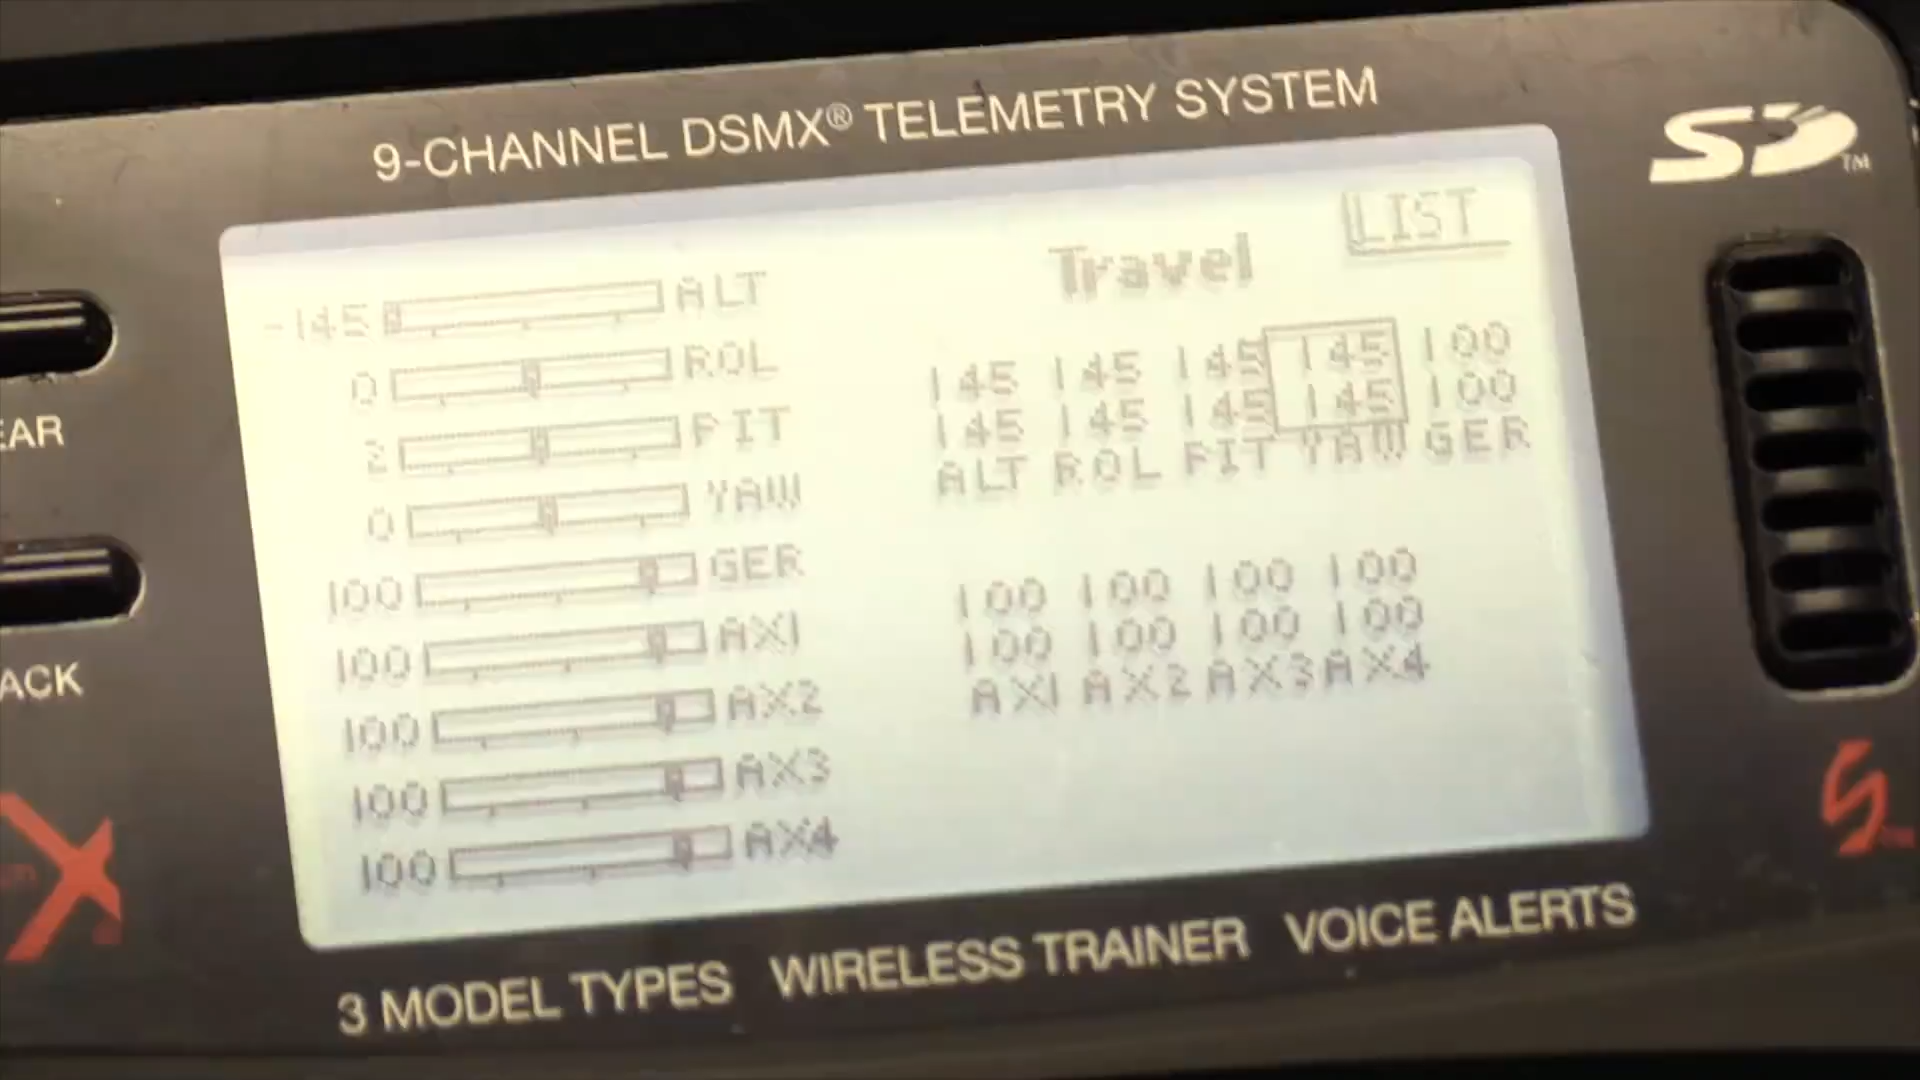 9-CHANNEL DSMX® TELEMETRY SYSTEM
SD™
LIST
Travel
-145 ALT
0 ROL
2 PIT
0 YAW
100 GER
100 AX1
100 AX2
100 AX3
100 AX4
145 145 145 145 100
145 145 145 145 100
ALT ROL PIT YAW GER
100 100 100 100
100 100 100 100
AX1 AX2 AX3 AX4
EAR
ACK
X
3 MODEL TYPES WIRELESS TRAINER VOICE ALERTS